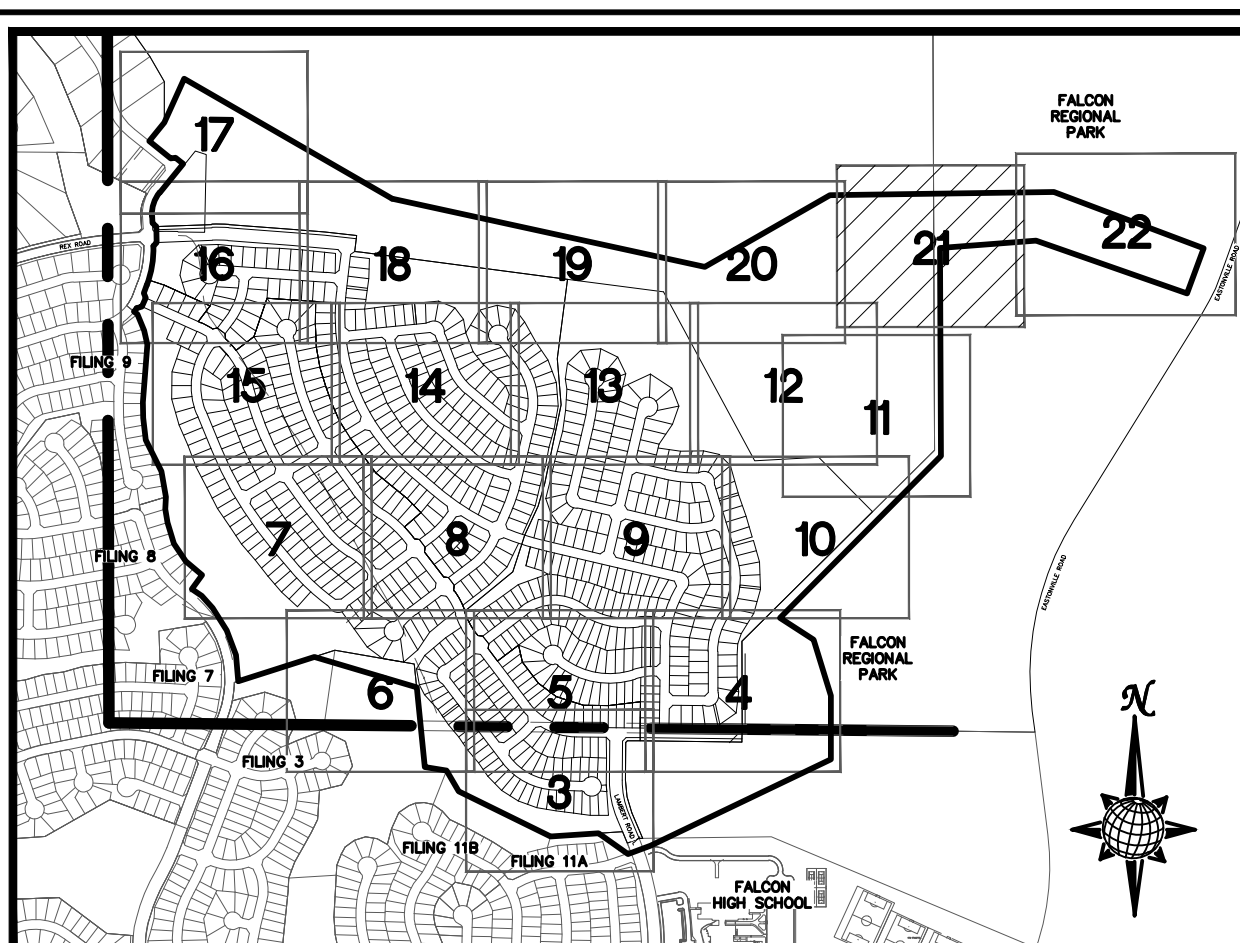 FALCON
REGIONAL
PARK
17
22
REX ROAD
21
16
18
19
20
EASTONVILLE ROAD
FILING 9
15
14
13
12
11
7
8
9
10
FILING 8
EASTONVILLE ROAD
FALCON
REGIONAL
PARK
FILING 7
6
5
4
N
FILING 3
3
LAMBERT ROAD
FILING 11B
FILING 11A
FALCON
HIGH SCHOOL